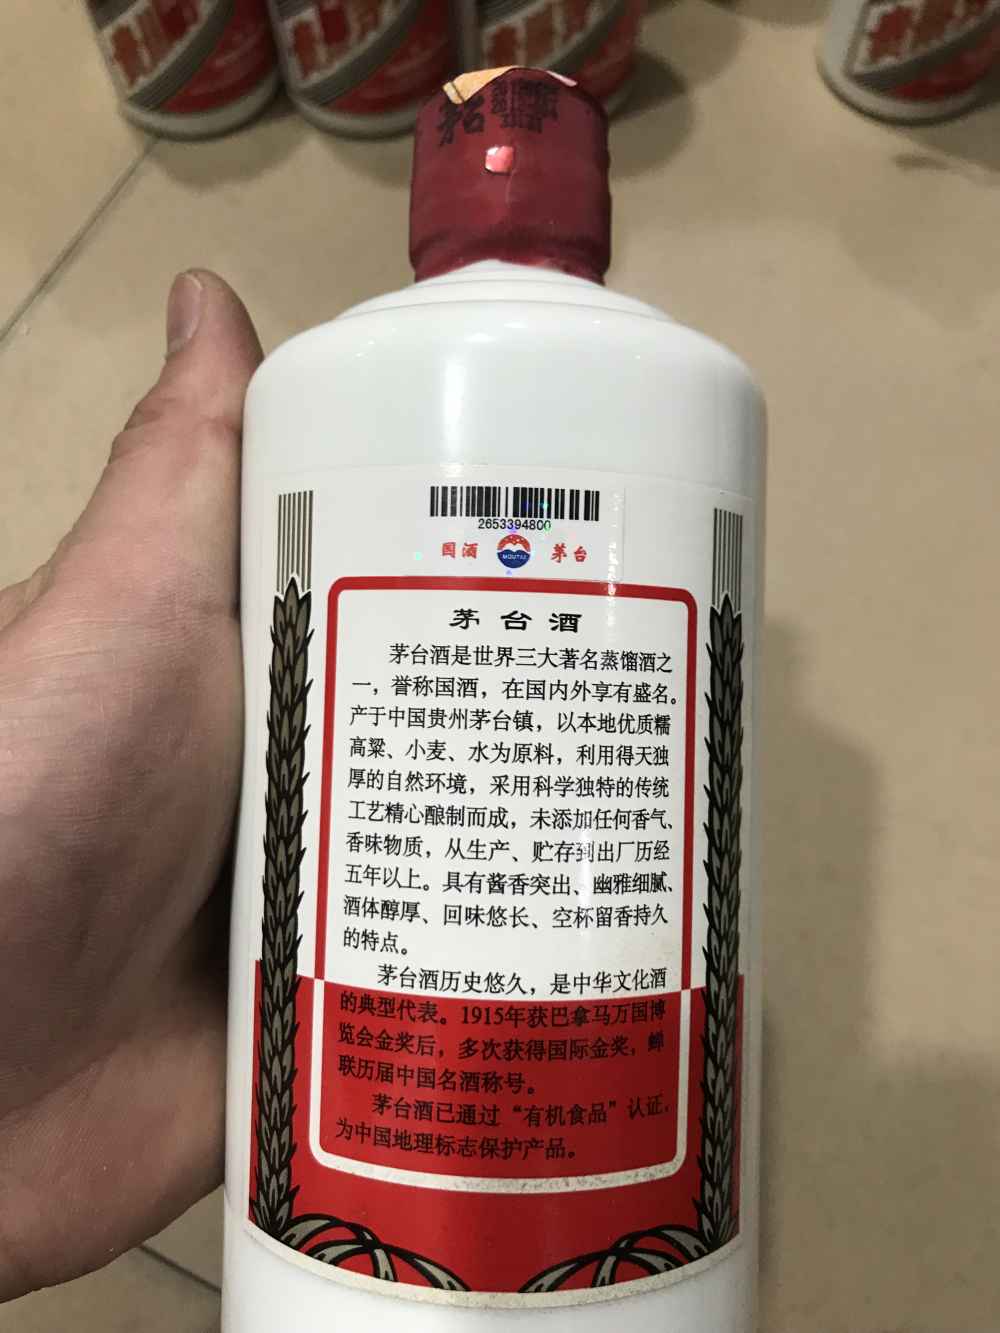 2653394800
国酒 MOUTAI 茅台
茅台酒
茅台酒是世界三大著名蒸馏酒之
一，誉称国酒，在国内外享有盛名。
产于中国贵州茅台镇，以本地优质糯
高粱、小麦、水为原料，利用得天独
厚的自然环境，采用科学独特的传统
工艺精心酿制而成，未添加任何香气、
香味物质，从生产、贮存到出厂历经
五年以上。具有酱香突出、幽雅细腻、
酒体醇厚、回味悠长、空杯留香持久
的特点。
茅台酒历史悠久，是中华文化酒
的典型代表。1915年获巴拿马万国博
览会金奖后，多次获得国际金奖，蝉
联历届中国名酒称号。
茅台酒已通过“有机食品”认证，
为中国地理标志保护产品。